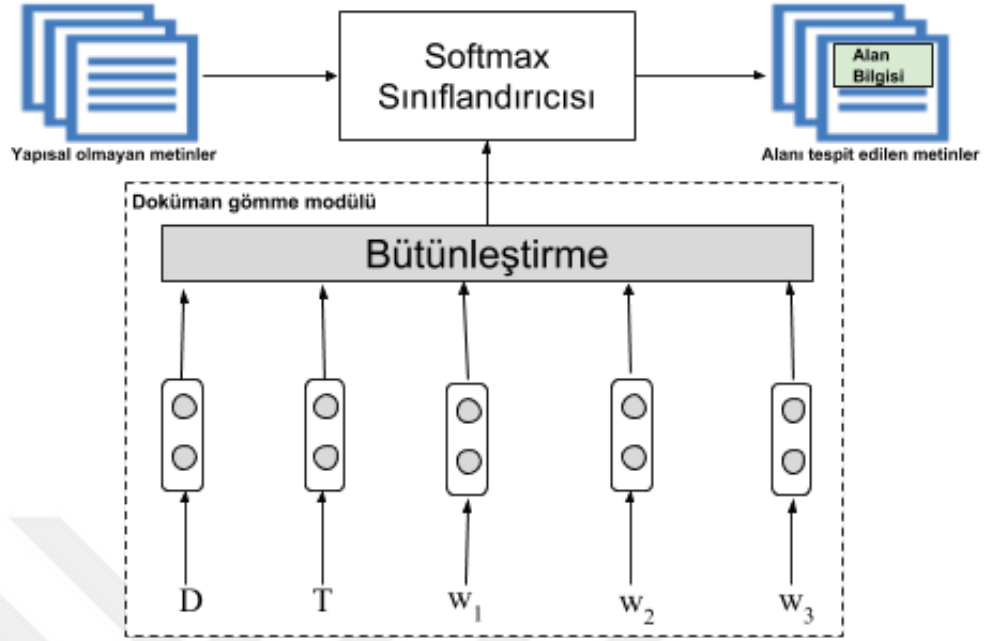 Softmax
Sınıflandırıcısı
Alan
Bilgisi
Yapısal olmayan metinler
Alanı tespit edilen metinler
Doküman gömme modülü
Bütünleştirme
D T w1 w2 w3